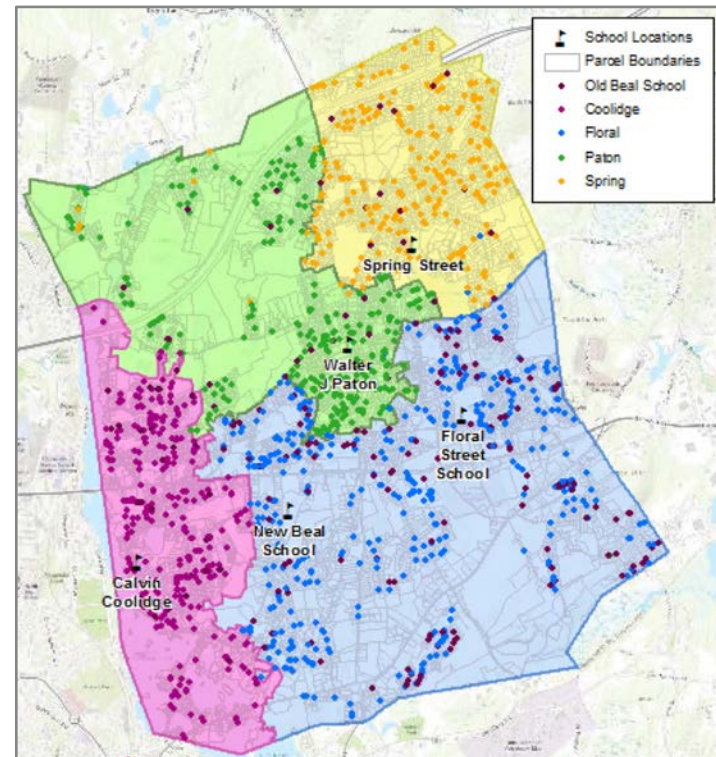 School Locations
Parcel Boundaries
Old Beal School
Coolidge
Floral
Paton
Spring
Spring Street
Walter
J Paton
Floral
Street
School
New Beal
School
Calvin
Coolidge